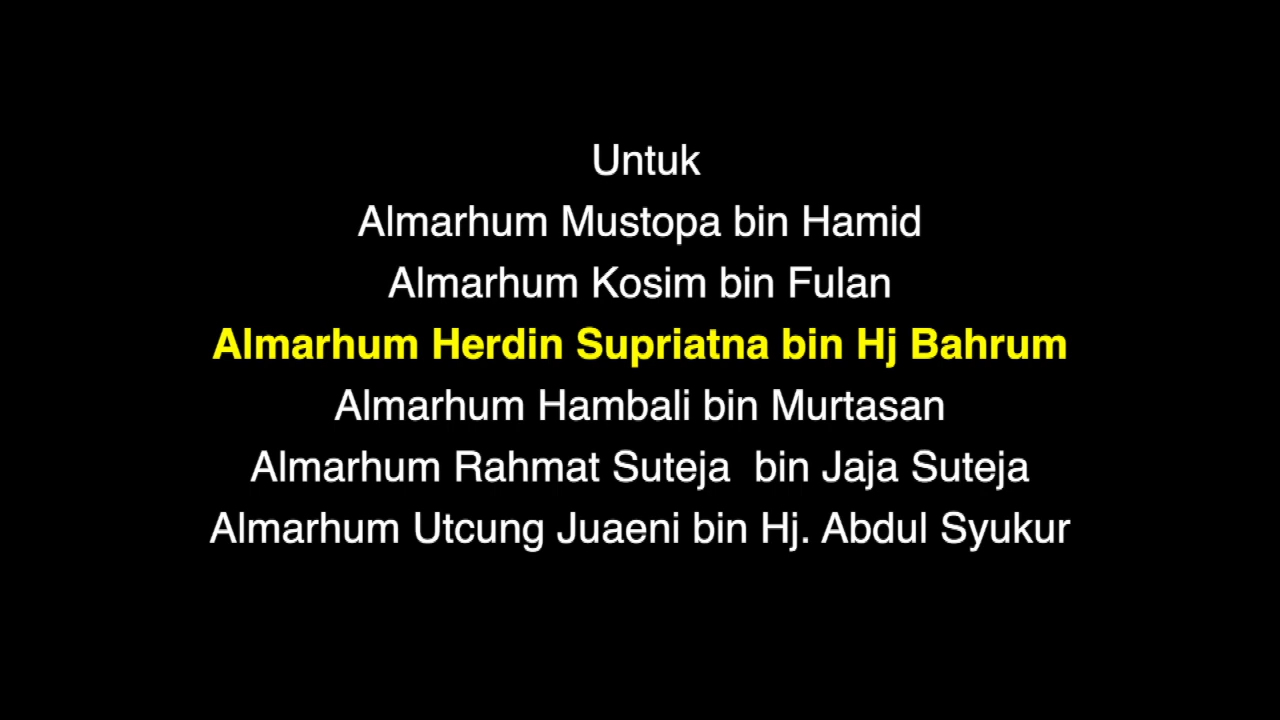 Untuk
Almarhum Mustopa bin Hamid
Almarhum Kosim bin Fulan
Almarhum Herdin Supriatna bin Hj Bahrum
Almarhum Hambali bin Murtasan
Almarhum Rahmat Suteja  bin Jaja Suteja
Almarhum Utcung Juaeni bin Hj. Abdul Syukur